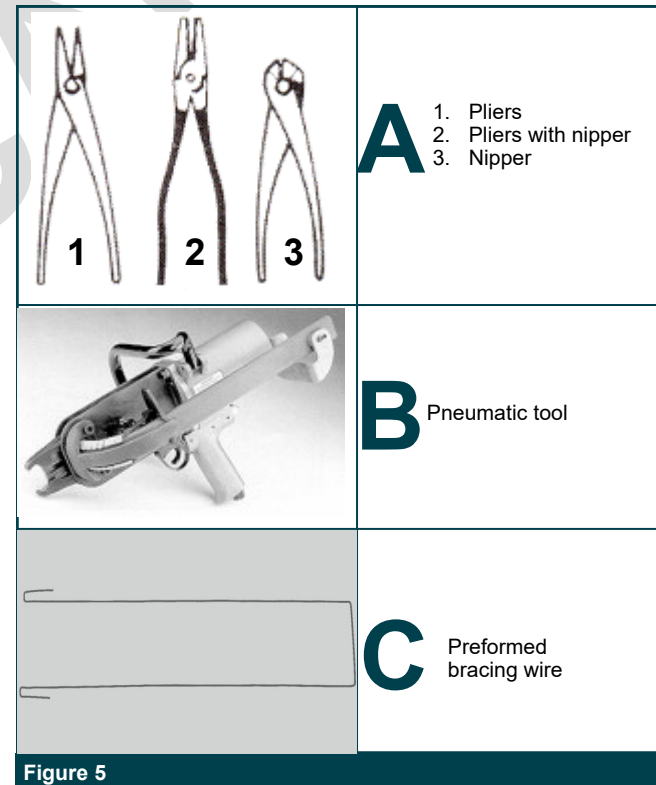 1 2 3
A
1. Pliers
2. Pliers with nipper
3. Nipper
B
Pneumatic tool
C
Preformed
bracing wire
Figure 5